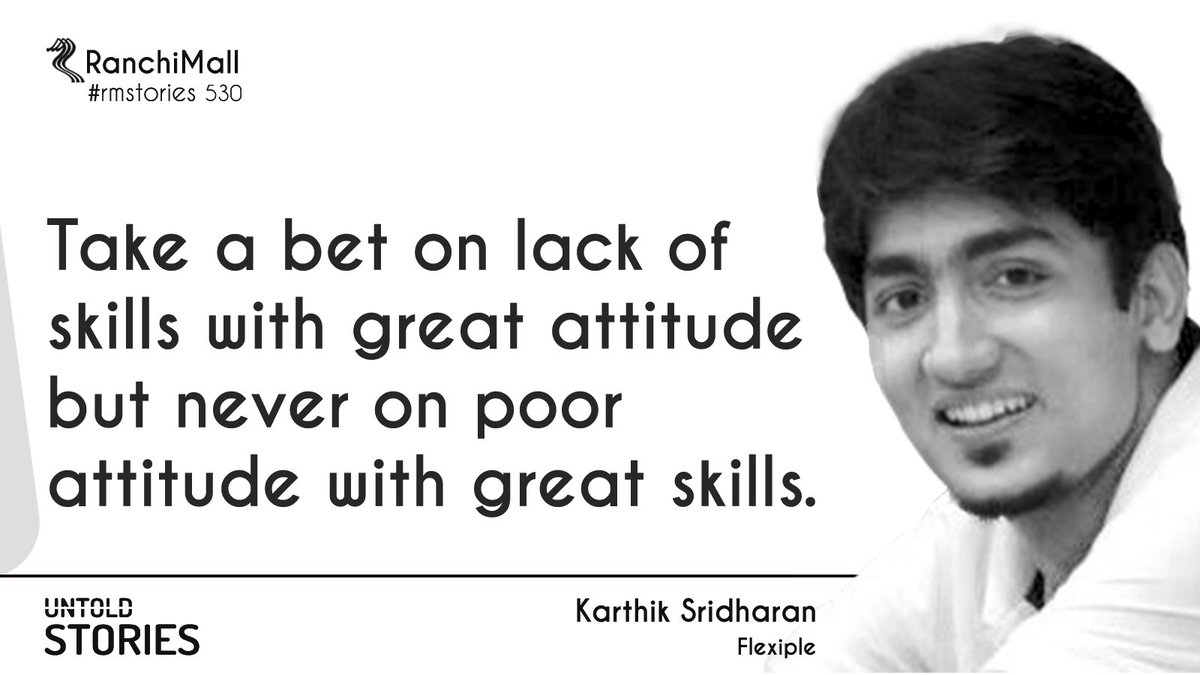 RanchiMall
#rmstories 530
Take a bet on lack of
skills with great attitude
but never on poor
attitude with great skills.
UNTOLD
STORIES
Karthik Sridharan
Flexiple